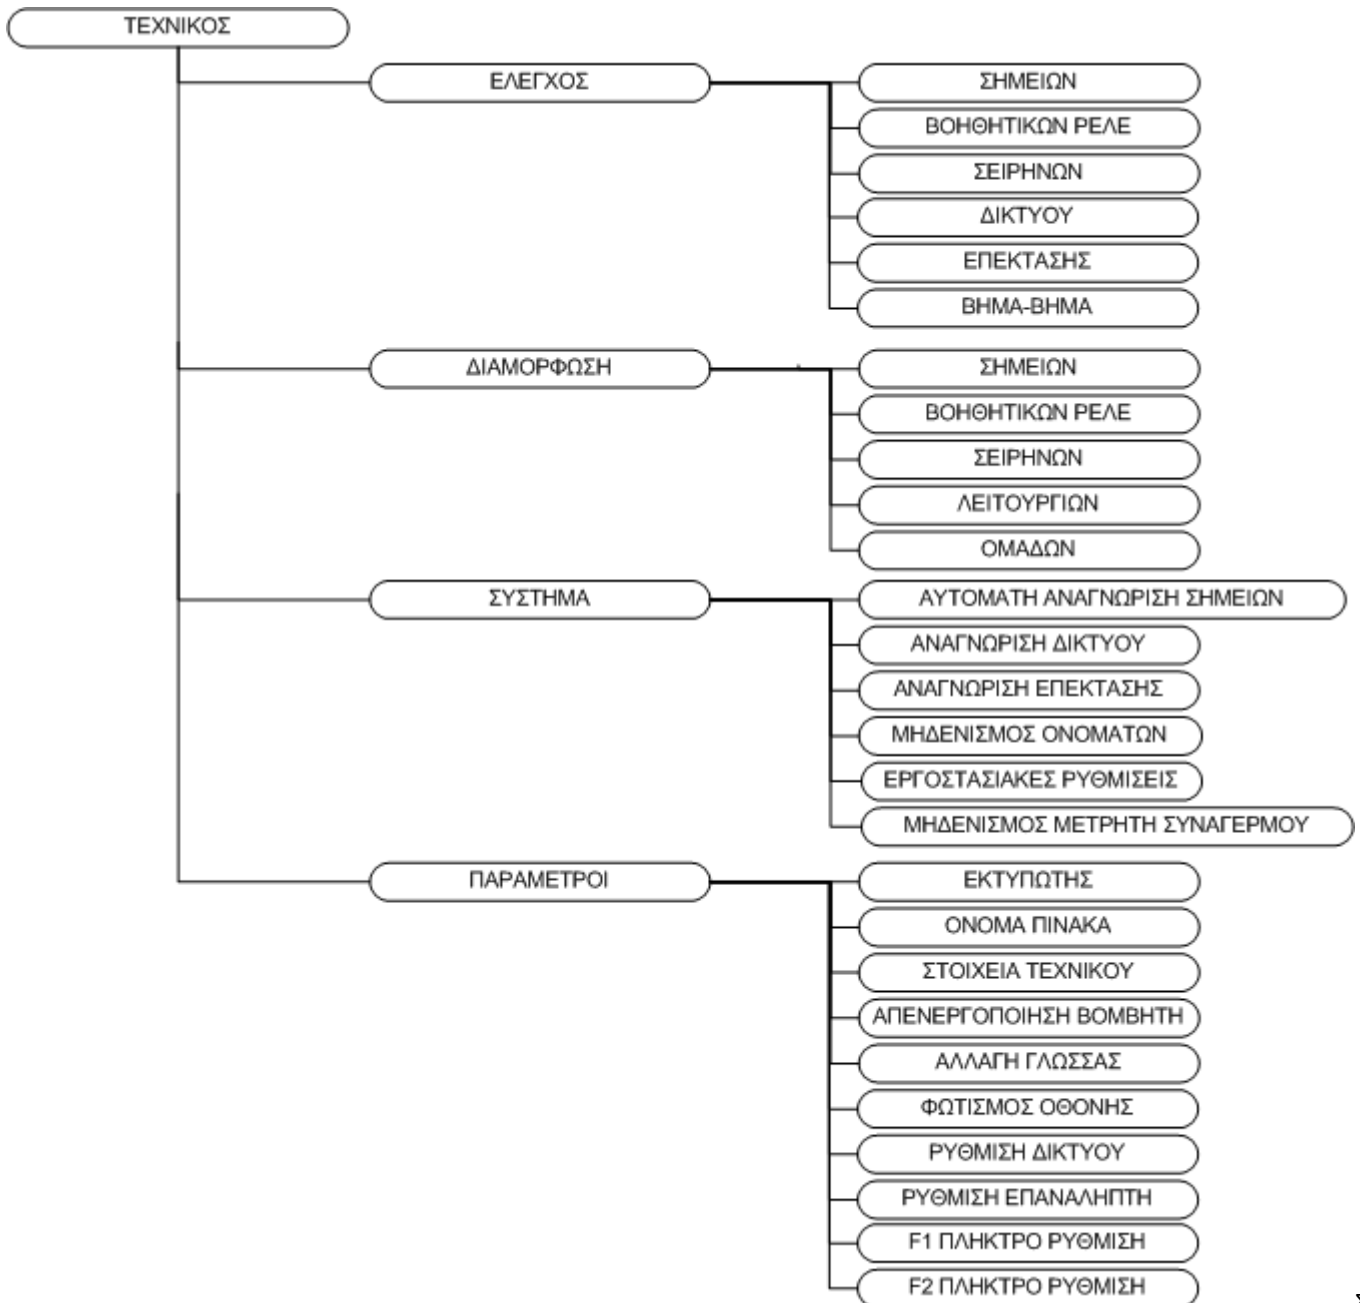 ΤΕΧΝΙΚΟΣ
ΕΛΕΓΧΟΣ
ΣΗΜΕΙΩΝ
ΒΟΗΘΗΤΙΚΩΝ ΡΕΛΕ
ΣΕΙΡΗΝΩΝ
ΔΙΚΤΥΟΥ
ΕΠΕΚΤΑΣΗΣ
ΒΗΜΑ-ΒΗΜΑ
ΔΙΑΜΟΡΦΩΣΗ
ΣΗΜΕΙΩΝ
ΒΟΗΘΗΤΙΚΩΝ ΡΕΛΕ
ΣΕΙΡΗΝΩΝ
ΛΕΙΤΟΥΡΓΙΩΝ
ΟΜΑΔΩΝ
ΣΥΣΤΗΜΑ
ΑΥΤΟΜΑΤΗ ΑΝΑΓΝΩΡΙΣΗ ΣΗΜΕΙΩΝ
ΑΝΑΓΝΩΡΙΣΗ ΔΙΚΤΥΟΥ
ΑΝΑΓΝΩΡΙΣΗ ΕΠΕΚΤΑΣΗΣ
ΜΗΔΕΝΙΣΜΟΣ ΟΝΟΜΑΤΩΝ
ΕΡΓΟΣΤΑΣΙΑΚΕΣ ΡΥΘΜΙΣΕΙΣ
ΜΗΔΕΝΙΣΜΟΣ ΜΕΤΡΗΤΗ ΣΥΝΑΓΕΡΜΟΥ
ΠΑΡΑΜΕΤΡΟΙ
ΕΚΤΥΠΩΤΗΣ
ΟΝΟΜΑ ΠΙΝΑΚΑ
ΣΤΟΙΧΕΙΑ ΤΕΧΝΙΚΟΥ
ΑΠΕΝΕΡΓΟΠΟΙΗΣΗ ΒΟΜΒΗΤΗ
ΑΛΛΑΓΗ ΓΛΩΣΣΑΣ
ΦΩΤΙΣΜΟΣ ΟΘΟΝΗΣ
ΡΥΘΜΙΣΗ ΔΙΚΤΥΟΥ
ΡΥΘΜΙΣΗ ΕΠΑΝΑΛΗΠΤΗ
F1 ΠΛΗΚΤΡΟ ΡΥΘΜΙΣΗ
F2 ΠΛΗΚΤΡΟ ΡΥΘΜΙΣΗ